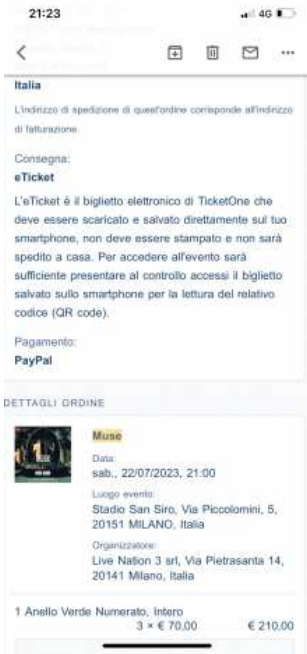 21:23
4G
Italia
L'indirizzo di spedizione di quest'ordine corrisponde all'indirizzo
di fatturazione.
Consegna:
eTicket
L'eTicket è il biglietto elettronico di TicketOne che
deve essere scaricato e salvato direttamente sul tuo
smartphone, non deve essere stampato e non sarà
spedito a casa. Per accedere all'evento sarà
sufficiente presentare al controllo accessi il biglietto
salvato sullo smartphone per la lettura del relativo
codice (QR code).
Pagamento:
PayPal
DETTAGLI ORDINE
Muse
Data:
sab., 22/07/2023, 21:00
Luogo evento:
Stadio San Siro, Via Piccolomini, 5,
20151 MILANO, Italia
Organizzatore:
Live Nation 3 srl, Via Pietrasanta 14,
20141 Milano, Italia
1 Anello Verde Numerato, Intero
3 × € 70,00 € 210,00